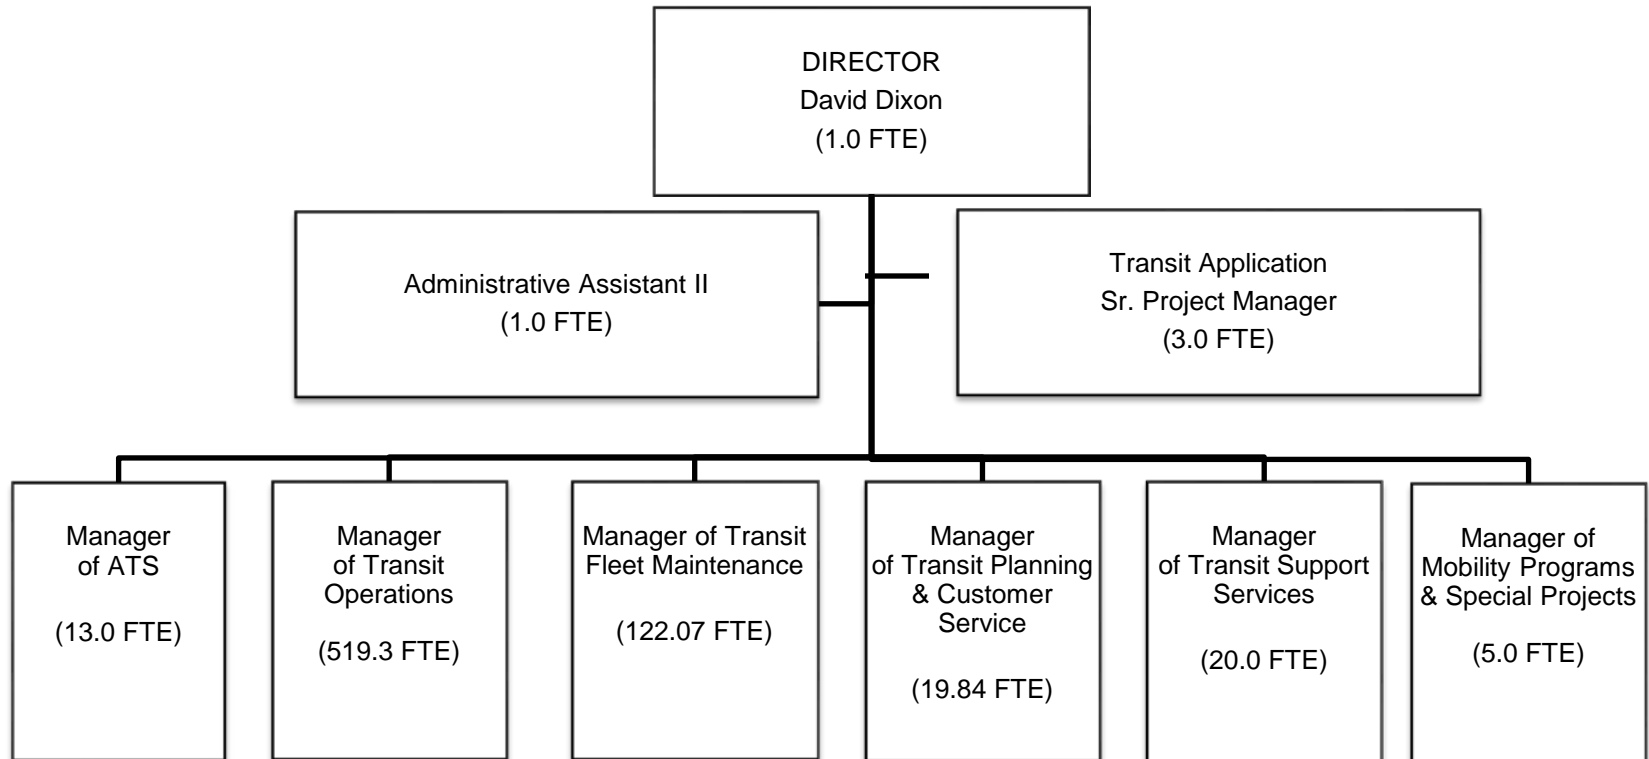 DIRECTOR
David Dixon
(1.0 FTE)
Administrative Assistant II
(1.0 FTE)
Transit Application
Sr. Project Manager
(3.0 FTE)
Manager
of ATS
(13.0 FTE)
Manager
of Transit
Operations
(519.3 FTE)
Manager of Transit
Fleet Maintenance
(122.07 FTE)
Manager
of Transit Planning
& Customer
Service
(19.84 FTE)
Manager
of Transit Support
Services
(20.0 FTE)
Manager of
Mobility Programs
& Special Projects
(5.0 FTE)